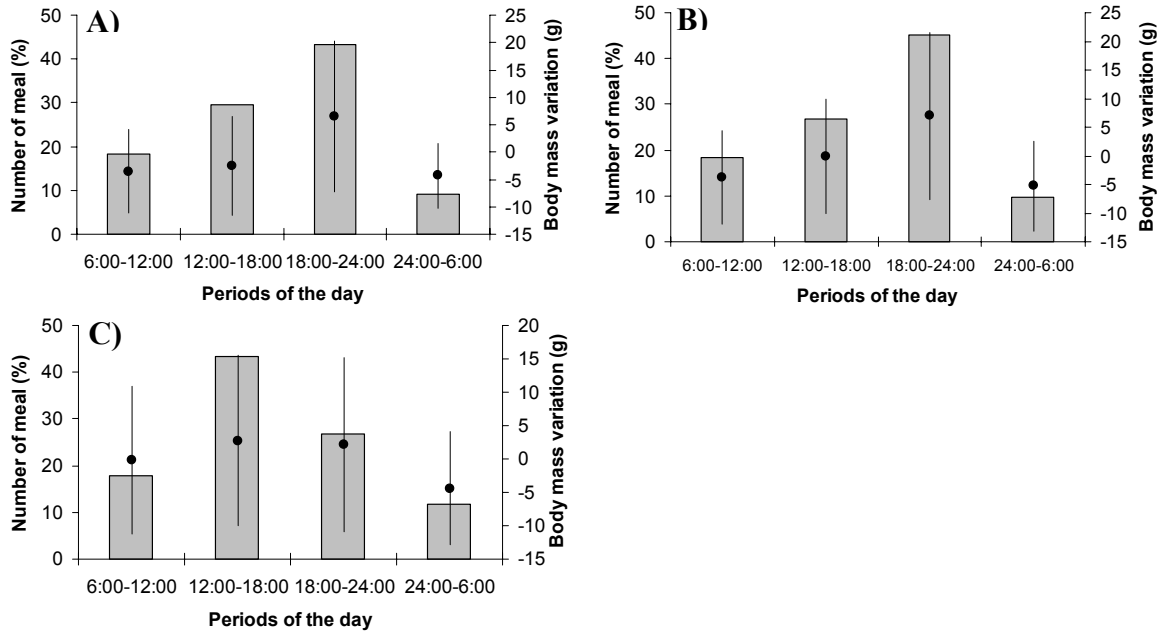 A)
Number of meal (%)
50
40
30
20
10
0
25
20
15
10
5
0
-5
-10
-15
Body mass variation (g)
6:00-12:00 12:00-18:00 18:00-24:00 24:00-6:00
Periods of the day
B)
Number of meal (%)
50
40
30
20
10
0
25
20
15
10
5
0
-5
-10
-15
Body mass variation (g)
6:00-12:00 12:00-18:00 18:00-24:00 24:00-6:00
Periods of the day
C)
Number of meal (%)
50
40
30
20
10
0
20
15
10
5
0
-5
-10
-15
Body mass variation (g)
6:00-12:00 12:00-18:00 18:00-24:00 24:00-6:00
Periods of the day